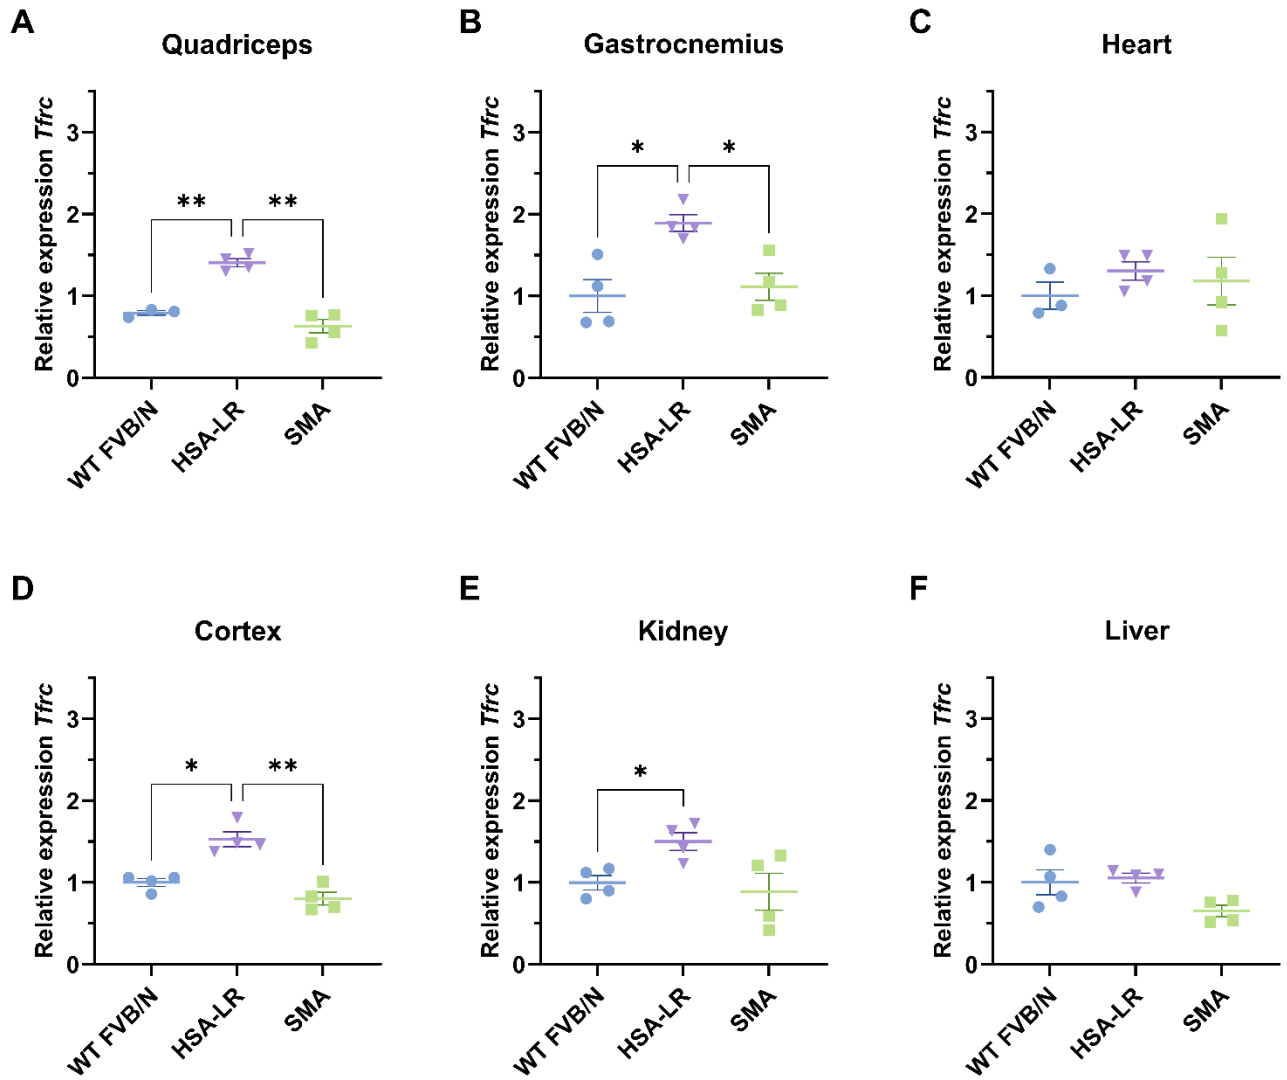 A
Quadriceps
Relative expression Tfrc
3
2
1
0
** **
WT FVB/N
HSA-LR
SMA
B
Gastrocnemius
Relative expression Tfrc
3
2
1
0
* *
WT FVB/N
HSA-LR
SMA
C
Heart
Relative expression Tfrc
3
2
1
0
WT FVB/N
HSA-LR
SMA
D
Cortex
Relative expression Tfrc
3
2
1
0
* **
WT FVB/N
HSA-LR
SMA
E
Kidney
Relative expression Tfrc
3
2
1
0
*
WT FVB/N
HSA-LR
SMA
F
Liver
Relative expression Tfrc
3
2
1
0
WT FVB/N
HSA-LR
SMA